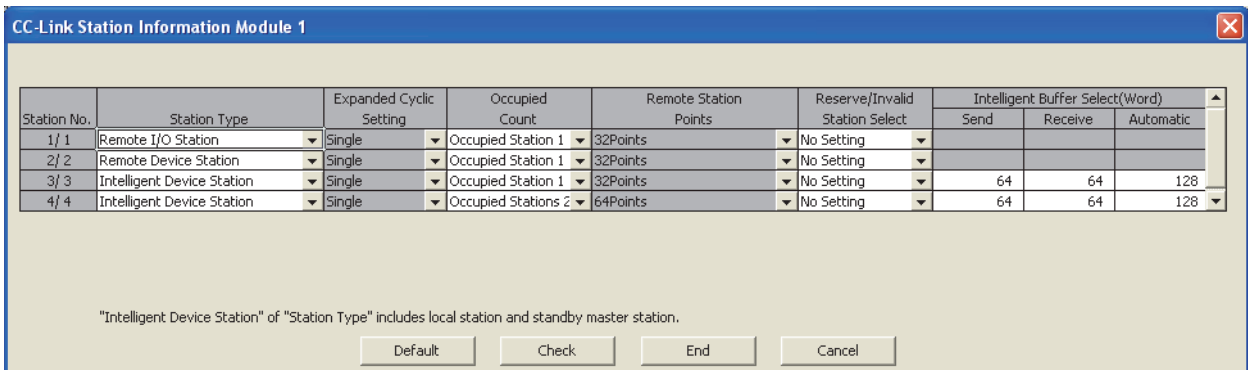 CC-Link Station Information Module 1
Expanded Cyclic Occupied Remote Station Reserve/Invalid Intelligent Buffer Select(Word)
Station No. Station Type Setting Count Points Station Select Send Receive Automatic
1/ 1 Remote I/O Station Single Occupied Station 1 32Points No Setting
2/ 2 Remote Device Station Single Occupied Station 1 32Points No Setting
3/ 3 Intelligent Device Station Single Occupied Station 1 32Points No Setting 64 64 128
4/ 4 Intelligent Device Station Single Occupied Stations 2 64Points No Setting 64 64 128
"Intelligent Device Station" of "Station Type" includes local station and standby master station.
Default Check End Cancel